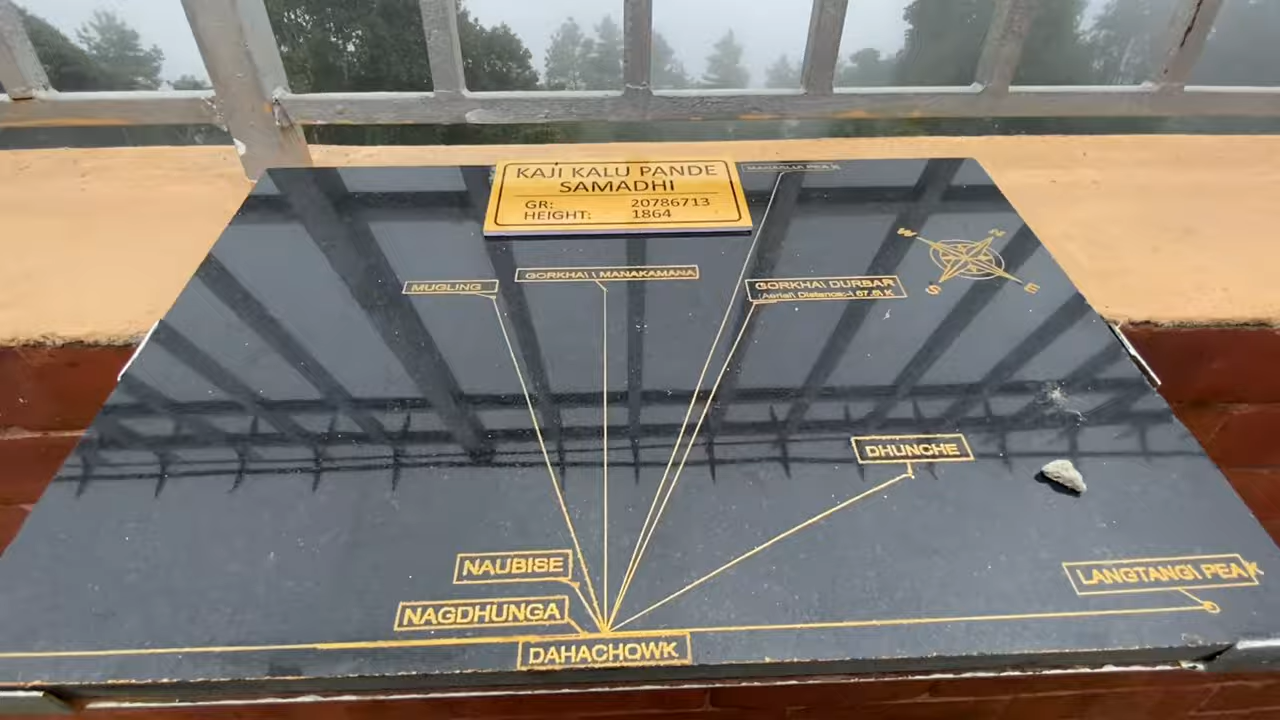 KAJI KALU PANDE
SAMADHI
GR: 20786713
HEIGHT: 1864
MUGLING
GORKHA\ MANAKAMANA
GORKHA\ DURBAR
N
W
S
E
DHUNCHE
NAUBISE
LANGTANG\ PEAK
NAGDHUNGA
DAHACHOWK